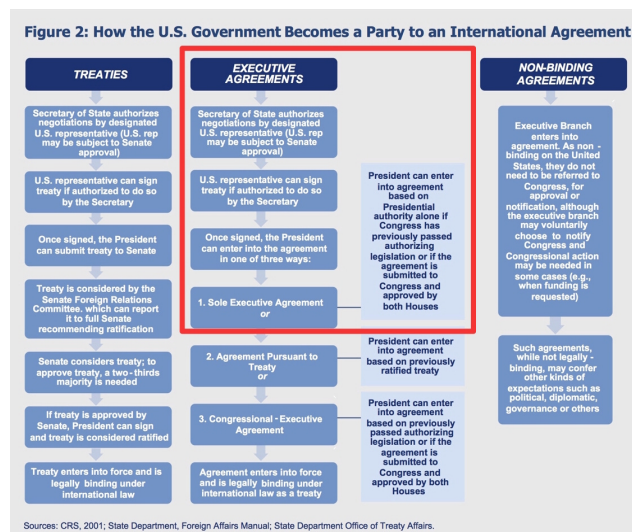 Figure 2: How the U.S. Government Becomes a Party to an International Agreement
TREATIES
Secretary of State authorizes
negotiations by designated
U.S. representative (U.S. rep
may be subject to Senate
approval)
U.S. representative can sign
treaty if authorized to do so
by the Secretary
Once signed, the President
can submit treaty to Senate
Treaty is considered by the
Senate Foreign Relations
Committee. which can report
it to full Senate
recommending ratification
Senate considers treaty; to
approve treaty, a two-thirds
majority is needed
If treaty is approved by
Senate, President can sign
and treaty is considered ratified
Treaty enters into force and is
legally binding under
international law
EXECUTIVE
AGREEMENTS
Secretary of State authorizes
negotiations by designated
U.S. representative (U.S. rep
may be subject to Senate
approval)
U.S. representative can sign
treaty if authorized to do so
by the Secretary
Once signed, the President
can enter into the agreement
in one of three ways:
1. Sole Executive Agreement
or
2. Agreement Pursuant to
Treaty
or
3. Congressional-Executive
Agreement
Agreement enters into force
and is legally binding under
international law as a treaty
President can enter
into agreement
based on
Presidential
authority alone if
Congress has
previously passed
authorizing
legislation or if the
agreement is
submitted to
Congress and
approved by
both Houses
President can enter
into agreement
based on previously
ratified treaty
President can enter
into agreement
based on previously
passed authorizing
legislation or if the
agreement is
submitted to
Congress and
approved by both
Houses
NON-BINDING
AGREEMENTS
Executive Branch
enters into
agreement. As non -
binding on the United
States, they do not
need to be referred to
Congress, for
approval or
notification, although
the executive branch
may voluntarily
choose to notify
Congress and
Congressional action
may be needed in
some cases (e.g.,
when funding is
requested)
Such agreements,
while not legally -
binding, may confer
other kinds of
expectations such as
political, diplomatic,
governance or others
Sources: CRS, 2001; State Department, Foreign Affairs Manual; State Department Office of Treaty Affairs.